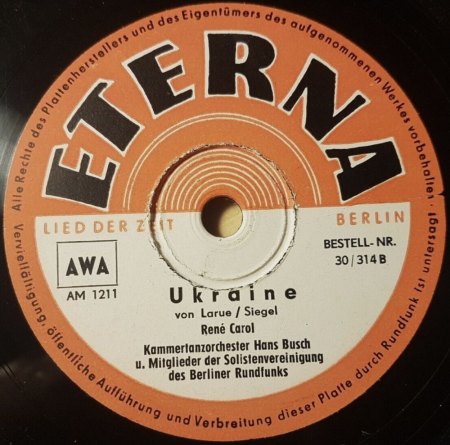 Alle Rechte des Plattenherstellers und des Eigentümers des aufgenommenen Werkes vorbehalten.
ETERNA
LIED DER ZEIT BERLIN
AWA
AM 1211
BESTELL-NR.
30/314 B
Ukraine
von Larue / Siegel
René Carol
Kammertanzorchester Hans Busch
u. Mitglieder der Solistenvereinigung
des Berliner Rundfunks
Vervielfältigung, öffentliche Aufführung und Verbreitung dieser Platte durch Rundfunk ist untersagt